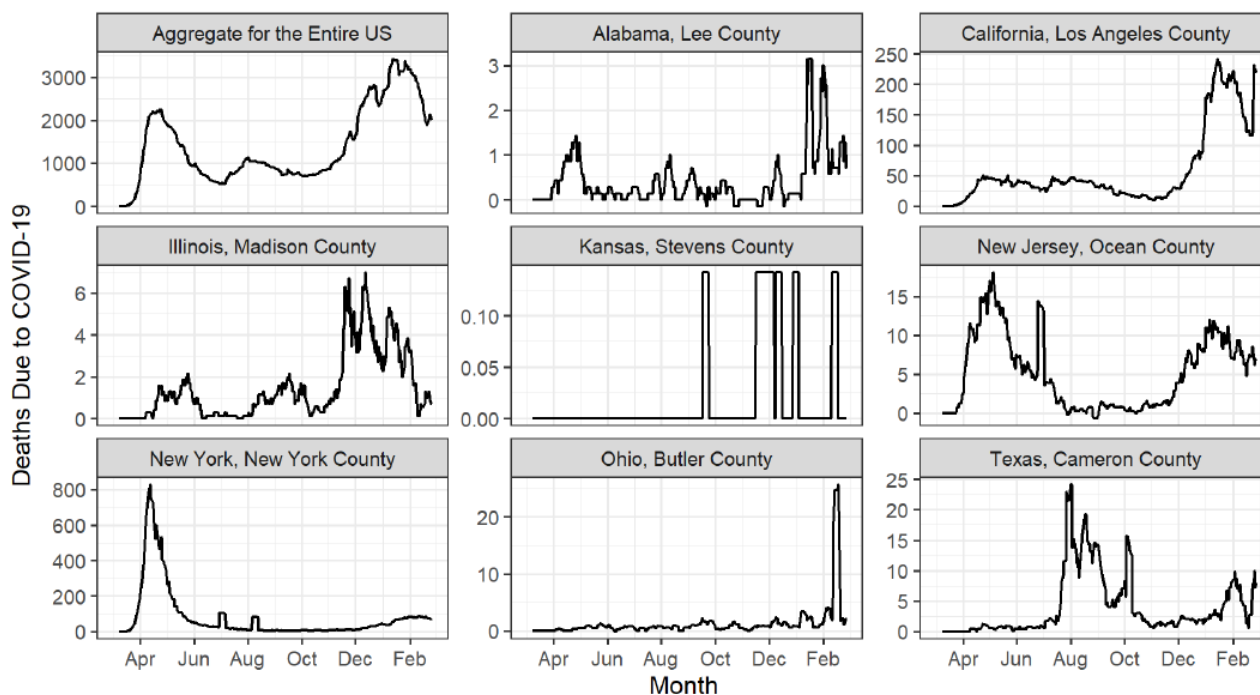 Deaths Due to COVID-19
Aggregate for the Entire US
3000
2000
1000
0
Alabama, Lee County
3
2
1
0
California, Los Angeles County
250
200
150
100
50
0
Illinois, Madison County
6
4
2
0
Kansas, Stevens County
0.10
0.05
0.00
New Jersey, Ocean County
15
10
5
0
New York, New York County
800
600
400
200
0
Apr Jun Aug Oct Dec Feb
Ohio, Butler County
20
10
0
Apr Jun Aug Oct Dec Feb
Texas, Cameron County
25
20
15
10
5
0
Apr Jun Aug Oct Dec Feb
Month